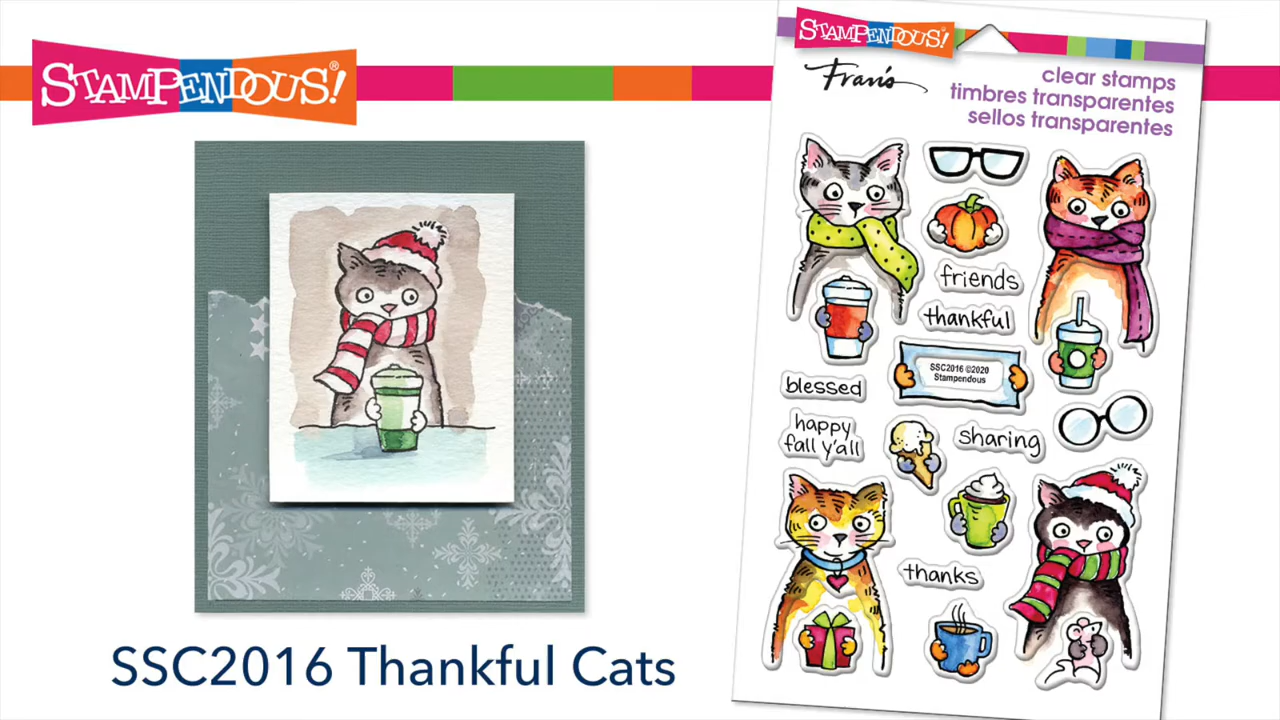 STAMPENDOUS!®
SSC2016 Thankful Cats
STAMPENDOUS!
Fran's
clear stamps
timbres transparentes
sellos transparentes
friends
thankful
SSC2016 ©2020
Stampendous
blessed
happy
fall y'all
sharing
thanks